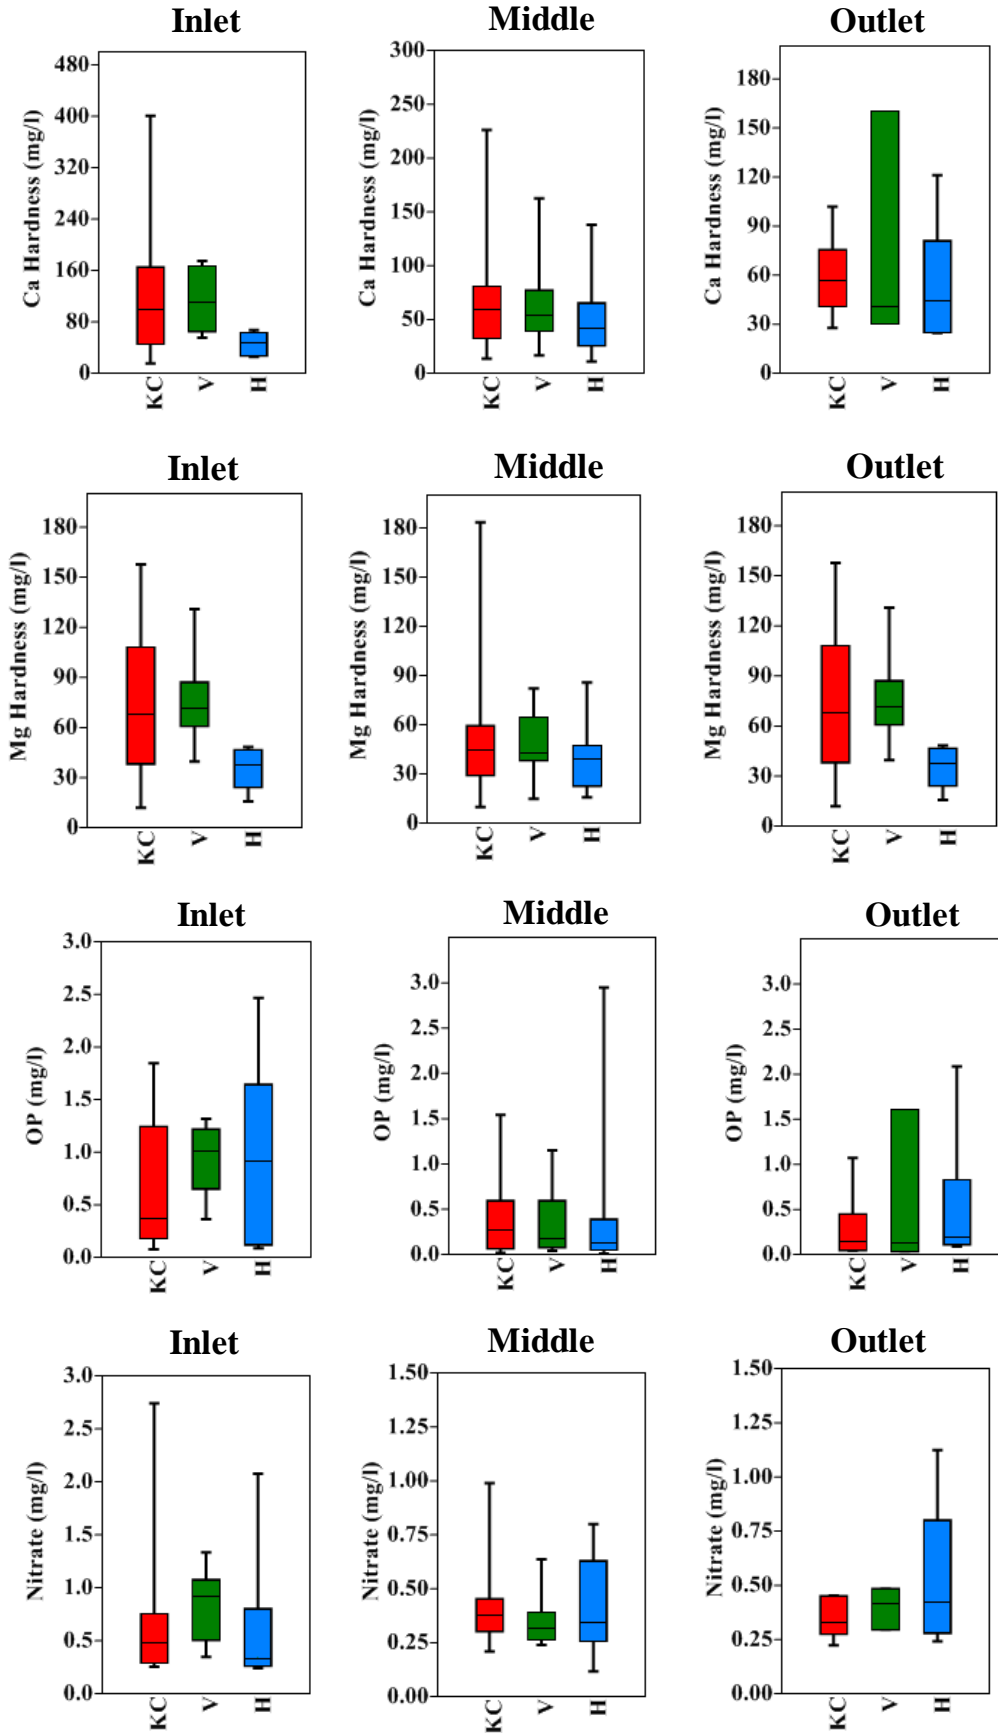 Inlet
Middle
Outlet
Ca Hardness (mg/l)
480
400
320
240
160
80
0
KC
V
H
Ca Hardness (mg/l)
300
250
200
150
100
50
0
KC
V
H
Ca Hardness (mg/l)
180
150
120
90
60
30
0
KC
V
H
Inlet
Middle
Outlet
Mg Hardness (mg/l)
180
150
120
90
60
30
0
KC
V
H
Mg Hardness (mg/l)
180
150
120
90
60
30
0
KC
V
H
Mg Hardness (mg/l)
180
150
120
90
60
30
0
KC
V
H
Inlet
Middle
Outlet
OP (mg/l)
3.0
2.5
2.0
1.5
1.0
0.5
0.0
KC
V
H
OP (mg/l)
3.0
2.5
2.0
1.5
1.0
0.5
0.0
KC
V
H
OP (mg/l)
3.0
2.5
2.0
1.5
1.0
0.5
0.0
KC
V
H
Inlet
Middle
Outlet
Nitrate (mg/l)
3.0
2.5
2.0
1.5
1.0
0.5
0.0
KC
V
H
Nitrate (mg/l)
1.50
1.25
1.00
0.75
0.50
0.25
0.00
KC
V
H
Nitrate (mg/l)
1.50
1.25
1.00
0.75
0.50
0.25
0.00
KC
V
H